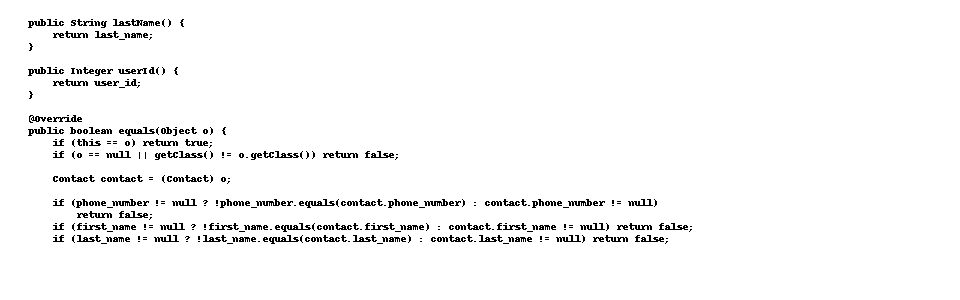 public String lastName() {
    return last_name;
}

public Integer userId() {
    return user_id;
}

@Override
public boolean equals(Object o) {
    if (this == o) return true;
    if (o == null || getClass() != o.getClass()) return false;

    Contact contact = (Contact) o;

    if (phone_number != null ? !phone_number.equals(contact.phone_number) : contact.phone_number != null)
        return false;
    if (first_name != null ? !first_name.equals(contact.first_name) : contact.first_name != null) return false;
    if (last_name != null ? !last_name.equals(contact.last_name) : contact.last_name != null) return false;